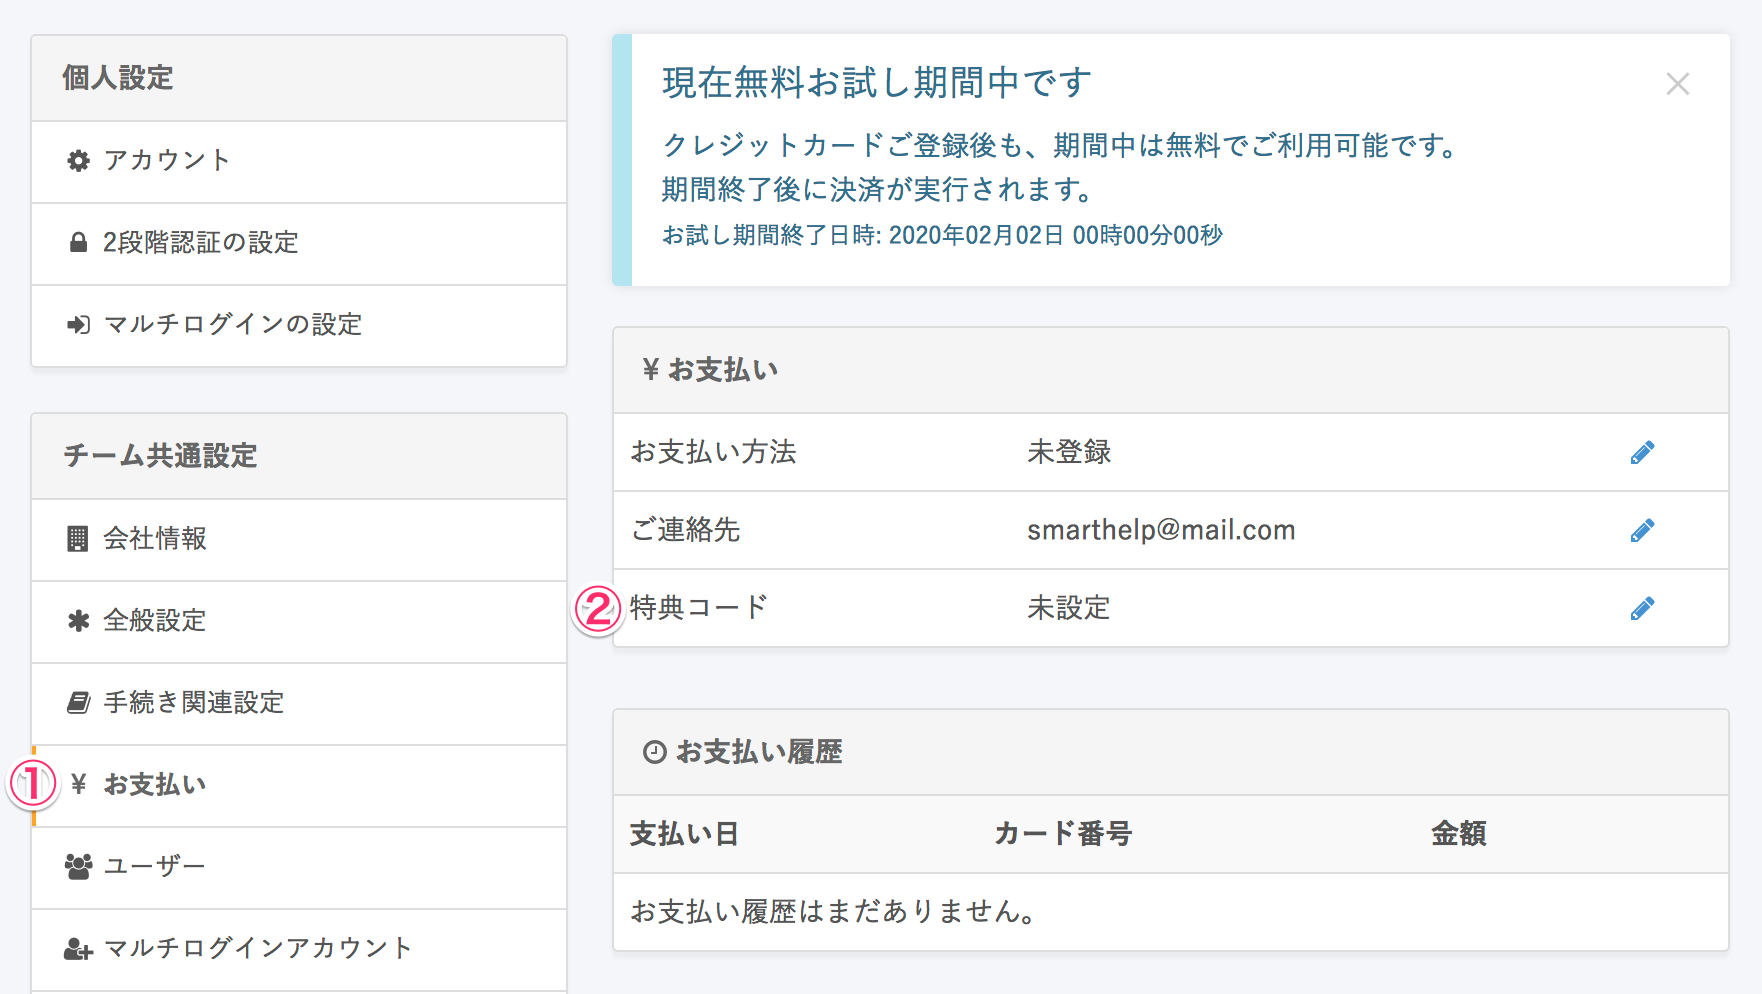 個人設定
アカウント
2段階認証の設定
マルチログインの設定
チーム共通設定
会社情報
全般設定
手続き関連設定
① ¥ お支払い
ユーザー
マルチログインアカウント
現在無料お試し期間中です
クレジットカードご登録後も、期間中は無料でご利用可能です。
期間終了後に決済が実行されます。
お試し期間終了日時: 2020年02月02日 00時00分00秒
¥ お支払い
お支払い方法 未登録
ご連絡先 smarthelp@mail.com
② 特典コード 未設定
お支払い履歴
支払い日 カード番号 金額
お支払い履歴はまだありません。